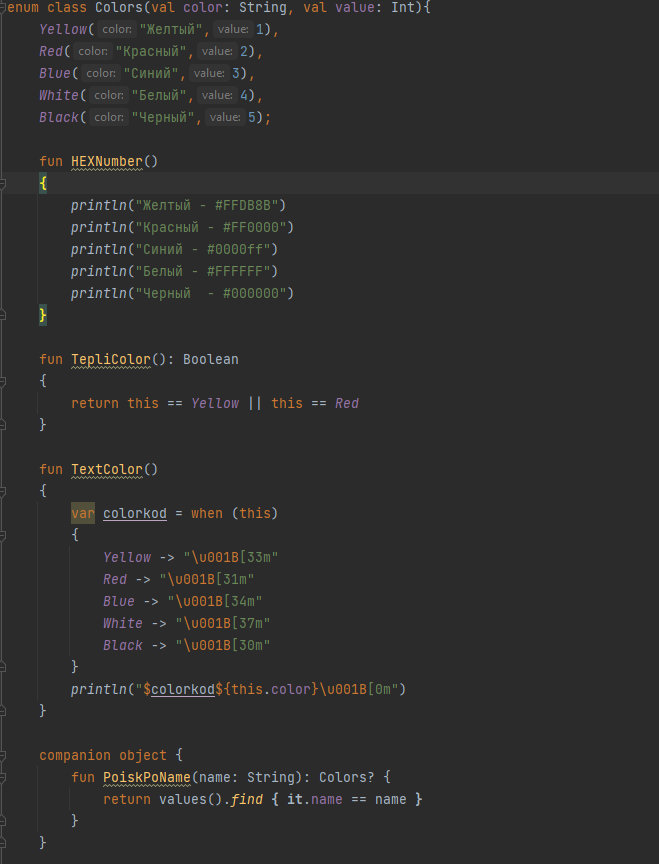 enum class Colors(val color: String, val value: Int){
    Yellow( color: "Желтый", value: 1),
    Red( color: "Красный", value: 2),
    Blue( color: "Синий", value: 3),
    White( color: "Белый", value: 4),
    Black( color: "Черный", value: 5);
    fun HEXNumber()
    {
        println("Желтый - #FFDB8B")
        println("Красный - #FF0000")
        println("Синий - #0000ff")
        println("Белый - #FFFFFF")
        println("Черный  - #000000")
    }
    fun TepliColor(): Boolean
    {
        return this == Yellow || this == Red
    }
    fun TextColor()
    {
        var colorkod = when (this)
        {
            Yellow -> "\u001B[33m"
            Red -> "\u001B[31m"
            Blue -> "\u001B[34m"
            White -> "\u001B[37m"
            Black -> "\u001B[30m"
        }
        println("$colorkod${this.color}\u001B[0m")
    }
    companion object {
        fun PoiskPoName(name: String): Colors? {
            return values().find { it.name == name }
        }
    }